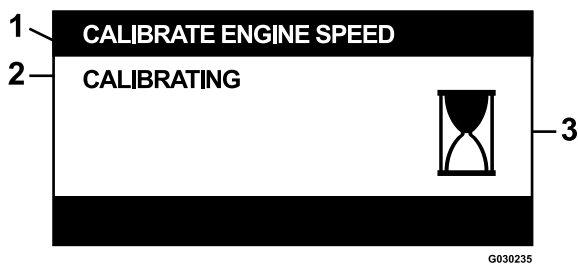 1
CALIBRATE ENGINE SPEED
2
CALIBRATING
3
G030235